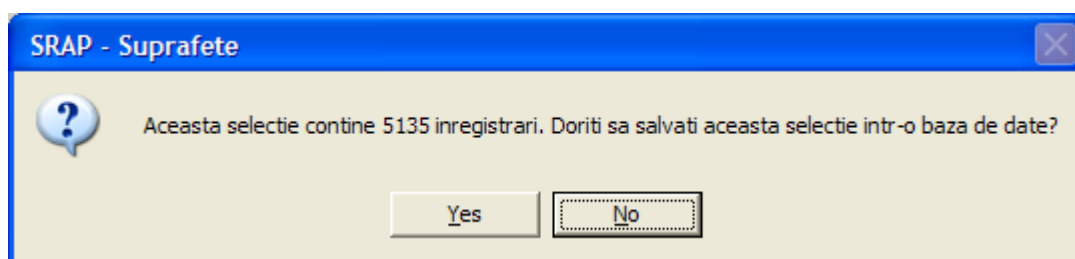 SRAP - Suprafete
Aceasta selectie contine 5135 inregistrari. Doriti sa salvati aceasta selectie intr-o baza de date?
Yes
No